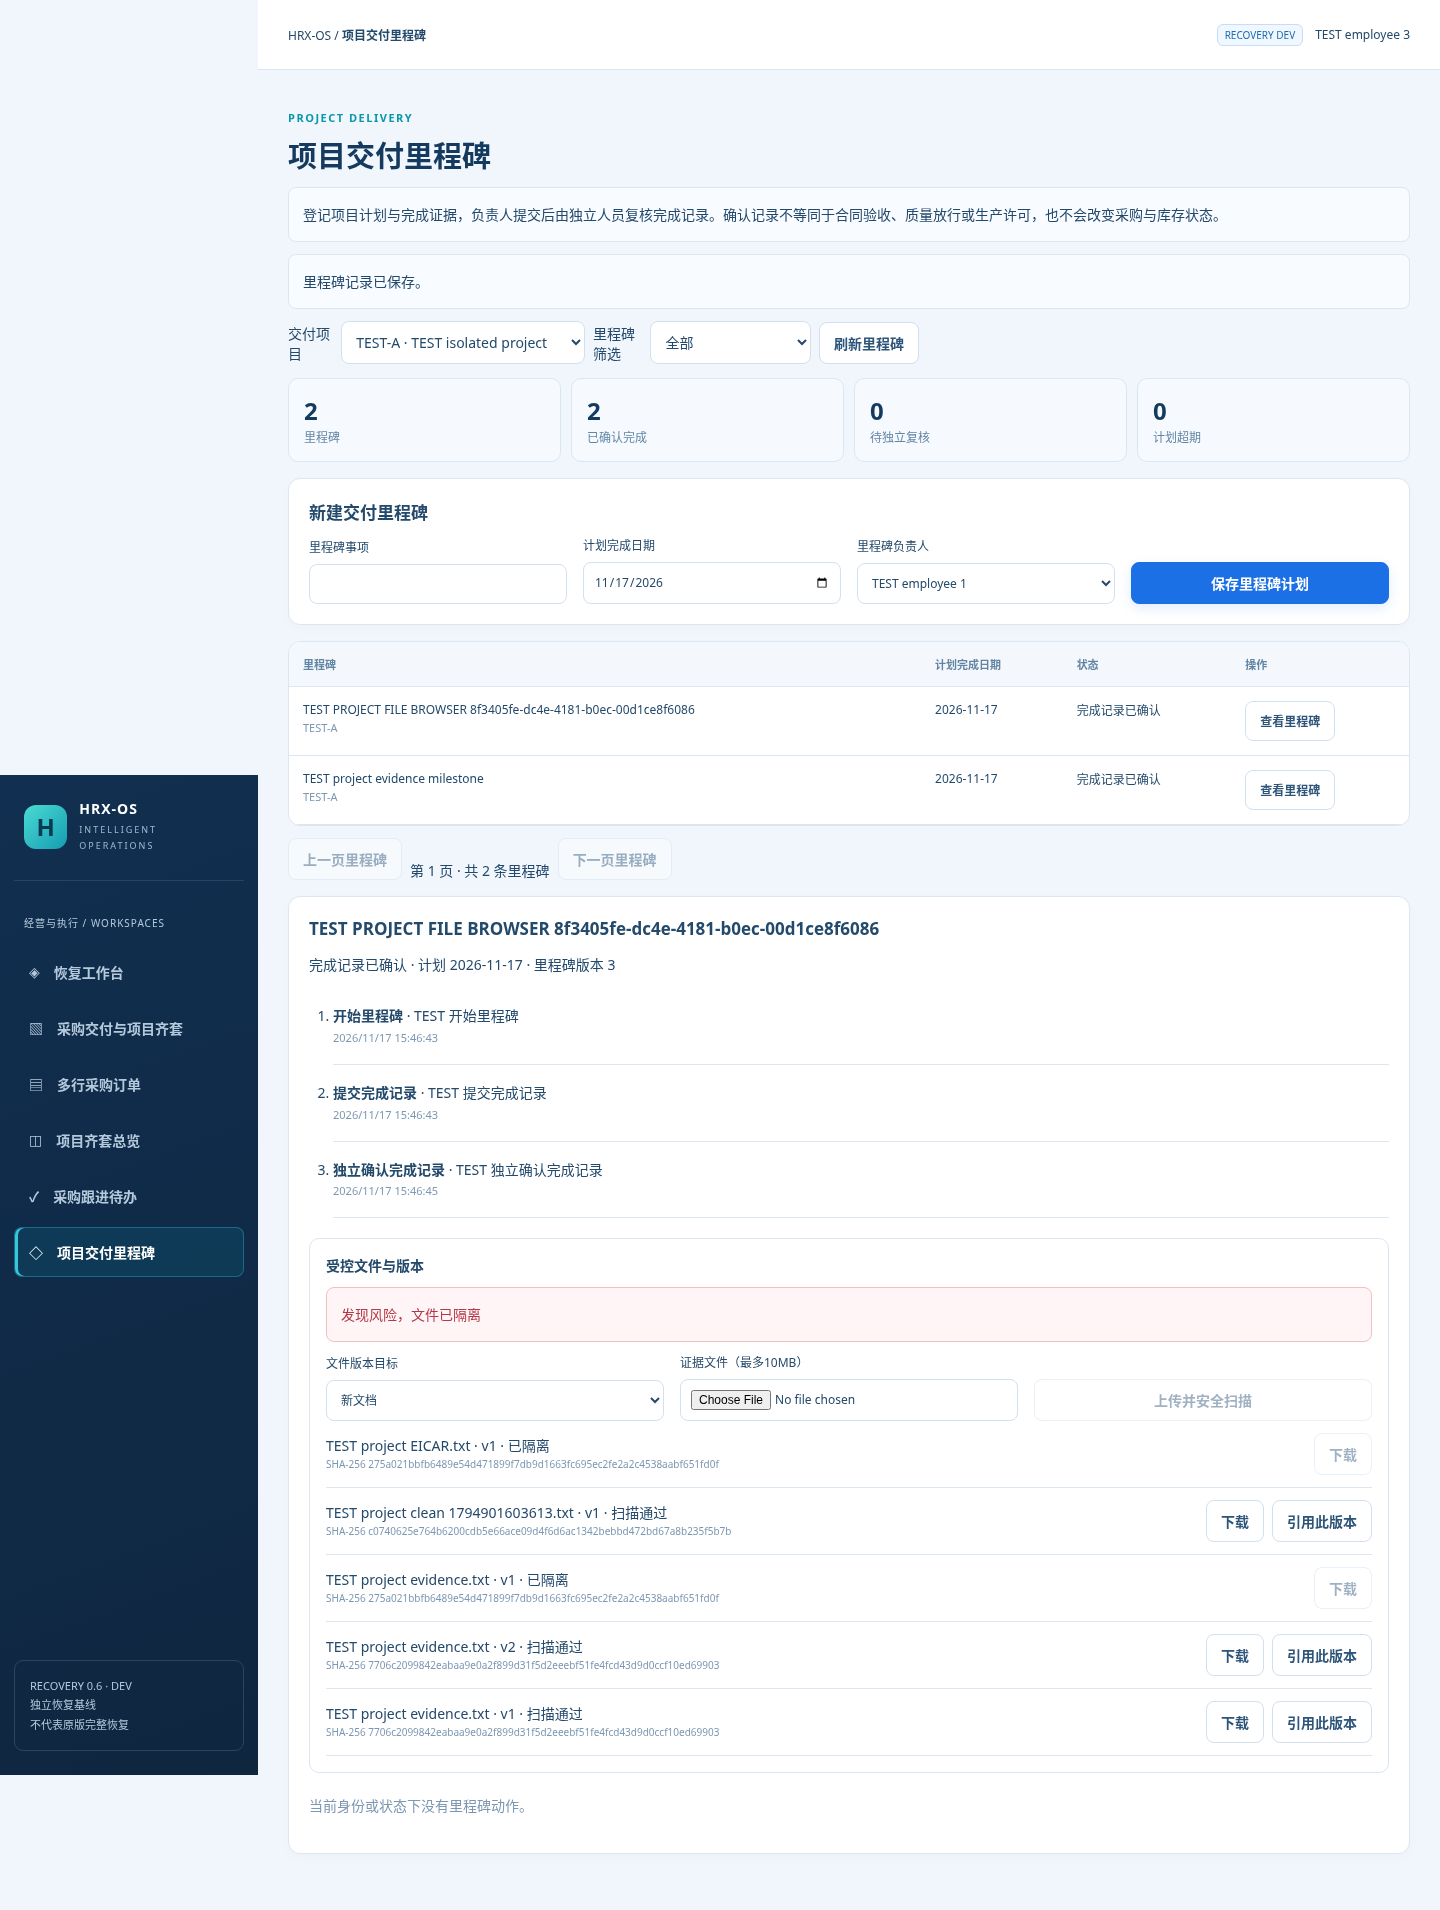 HRX-OS / 项目交付里程碑
RECOVERY DEV
TEST employee 3
PROJECT DELIVERY
项目交付里程碑
登记项目计划与完成证据，负责人提交后由独立人员复核完成记录。确认记录不等同于合同验收、质量放行或生产许可，也不会改变采购与库存状态。
里程碑记录已保存。
交付项
目
TEST-A · TEST isolated project
里程碑
筛选
全部
刷新里程碑
2
里程碑
2
已确认完成
0
待独立复核
0
计划超期
新建交付里程碑
里程碑事项
计划完成日期
11/17/2026
里程碑负责人
TEST employee 1
保存里程碑计划
里程碑
计划完成日期
状态
操作
TEST PROJECT FILE BROWSER 8f3405fe-dc4e-4181-b0ec-00d1ce8f6086
TEST-A
2026-11-17
完成记录已确认
查看里程碑
TEST project evidence milestone
TEST-A
2026-11-17
完成记录已确认
查看里程碑
上一页里程碑
第 1 页 · 共 2 条里程碑
下一页里程碑
TEST PROJECT FILE BROWSER 8f3405fe-dc4e-4181-b0ec-00d1ce8f6086
完成记录已确认 · 计划 2026-11-17 · 里程碑版本 3
1. 开始里程碑 · TEST 开始里程碑
2026/11/17 15:46:43
2. 提交完成记录 · TEST 提交完成记录
2026/11/17 15:46:43
3. 独立确认完成记录 · TEST 独立确认完成记录
2026/11/17 15:46:45
受控文件与版本
发现风险，文件已隔离
文件版本目标
新文档
证据文件（最多10MB）
Choose File No file chosen
上传并安全扫描
TEST project EICAR.txt · v1 · 已隔离
SHA-256 275a021bbfb6489e54d471899f7db9d1663fc695ec2fe2a2c4538aabf651fd0f
下载
TEST project clean 1794901603613.txt · v1 · 扫描通过
SHA-256 c0740625e764b6200cdb5e66ace09d4f6d6ac1342bebbd472bd67a8b235f5b7b
下载
引用此版本
TEST project evidence.txt · v1 · 已隔离
SHA-256 275a021bbfb6489e54d471899f7db9d1663fc695ec2fe2a2c4538aabf651fd0f
下载
TEST project evidence.txt · v2 · 扫描通过
SHA-256 7706c2099842eabaa9e0a2f899d31f5d2eeebf51fe4fcd43d9d0ccf10ed69903
下载
引用此版本
TEST project evidence.txt · v1 · 扫描通过
SHA-256 7706c2099842eabaa9e0a2f899d31f5d2eeebf51fe4fcd43d9d0ccf10ed69903
下载
引用此版本
当前身份或状态下没有里程碑动作。
H
HRX-OS
INTELLIGENT
OPERATIONS
经营与执行 / WORKSPACES
恢复工作台
采购交付与项目齐套
多行采购订单
项目齐套总览
采购跟进待办
项目交付里程碑
RECOVERY 0.6 · DEV
独立恢复基线
不代表原版完整恢复